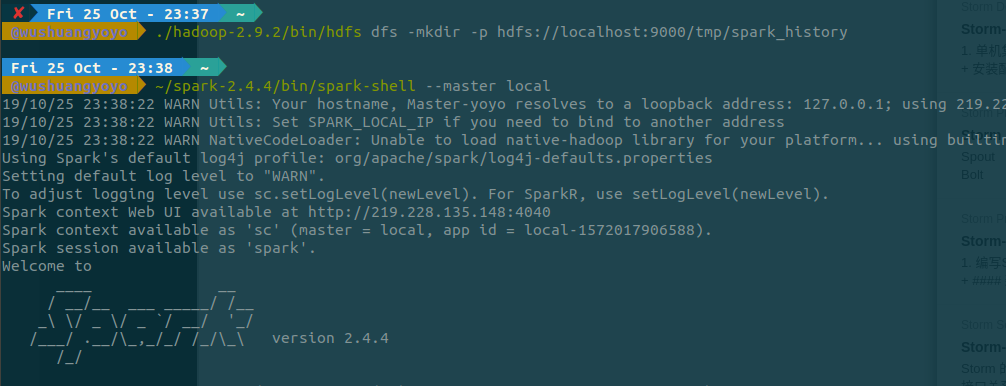 ✘ Fri 25 Oct - 23:37 ~
@wushuangyoyo ./hadoop-2.9.2/bin/hdfs dfs -mkdir -p hdfs://localhost:9000/tmp/spark_history
Fri 25 Oct - 23:38 ~
@wushuangyoyo ~/spark-2.4.4/bin/spark-shell --master local
19/10/25 23:38:22 WARN Utils: Your hostname, Master-yoyo resolves to a loopback address: 127.0.0.1; using 219.22
19/10/25 23:38:22 WARN Utils: Set SPARK_LOCAL_IP if you need to bind to another address
19/10/25 23:38:22 WARN NativeCodeLoader: Unable to load native-hadoop library for your platform... using builtin
Using Spark's default log4j profile: org/apache/spark/log4j-defaults.properties
Setting default log level to "WARN".
To adjust logging level use sc.setLogLevel(newLevel). For SparkR, use setLogLevel(newLevel).
Spark context Web UI available at http://219.228.135.148:4040
Spark context available as 'sc' (master = local, app id = local-1572017906588).
Spark session available as 'spark'.
Welcome to
      ____              __
     / __/__  ___ _____/ /__
    _\ \/ _ \/ _ `/ __/  '_/
   /___/ .__/\_,_/_/ /_/\_\   version 2.4.4
      /_/
Storm-
1. 单机
+ 安装
Spout
Bolt
Storm-
+ ####
Storm-
Storm S